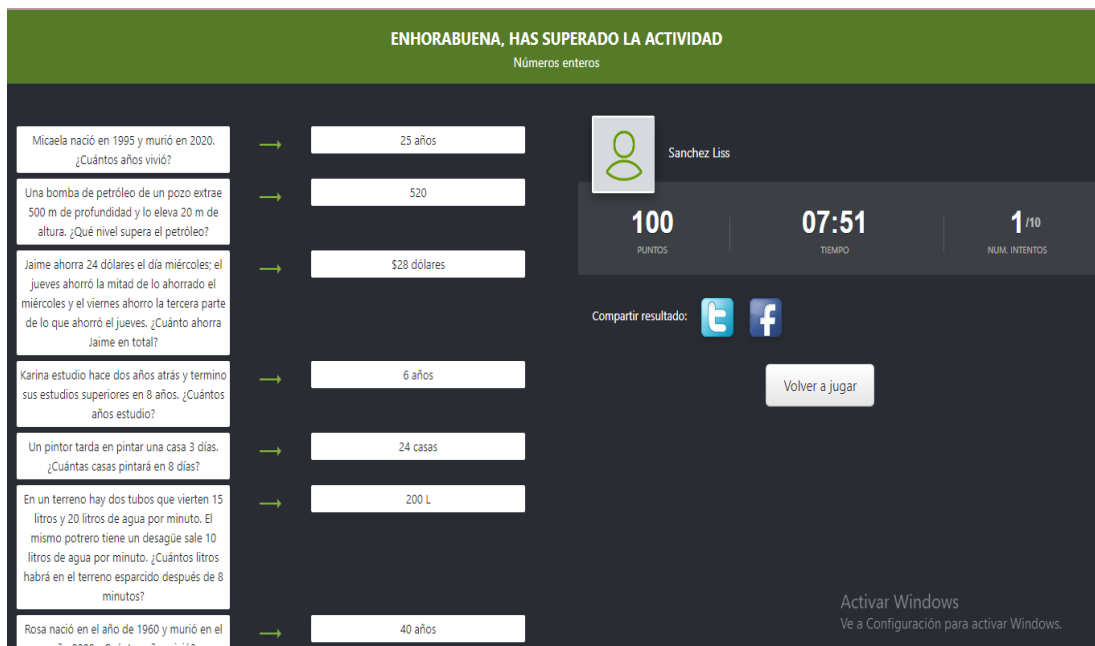 ENHORABUENA, HAS SUPERADO LA ACTIVIDAD
Números enteros
Micaela nació en 1995 y murió en 2020.
¿Cuántos años vivió?
25 años
Una bomba de petróleo de un pozo extrae
500 m de profundidad y lo eleva 20 m de
altura. ¿Qué nivel supera el petróleo?
520
Jaime ahorra 24 dólares el día miércoles; el
jueves ahorró la mitad de lo ahorrado el
miércoles y el viernes ahorro la tercera parte
de lo que ahorró el jueves. ¿Cuánto ahorra
Jaime en total?
$28 dólares
Karina estudio hace dos años atrás y termino
sus estudios superiores en 8 años. ¿Cuántos
años estudio?
6 años
Un pintor tarda en pintar una casa 3 días.
¿Cuántas casas pintará en 8 días?
24 casas
En un terreno hay dos tubos que vierten 15
litros y 20 litros de agua por minuto. El
mismo potrero tiene un desagüe sale 10
litros de agua por minuto. ¿Cuántos litros
habrá en el terreno esparcido después de 8
minutos?
200 L
Rosa nació en el año de 1960 y murió en el
40 años
Sanchez Liss
100
PUNTOS
07:51
TIEMPO
1/10
NUM. INTENTOS
Compartir resultado:
Volver a jugar
Activar Windows
Ve a Configuración para activar Windows.